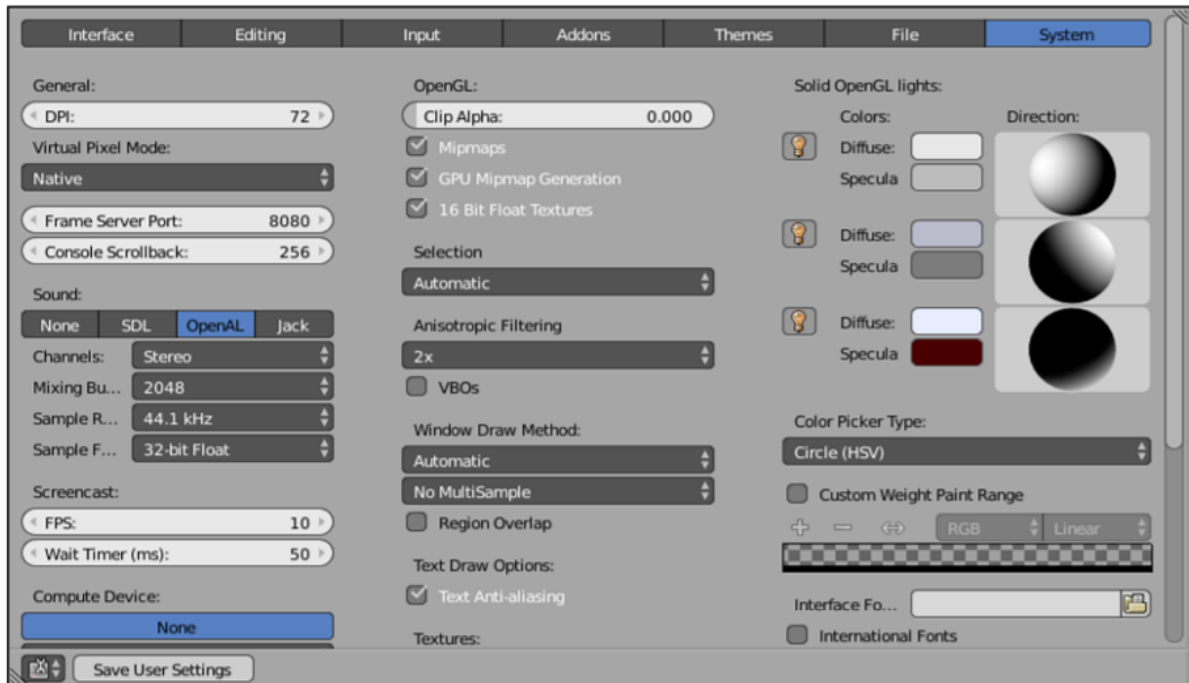 Interface Editing Input Addons Themes File System
General:
DPI: 72
Virtual Pixel Mode:
Native
Frame Server Port: 8080
Console Scrollback: 256
Sound:
None SDL OpenAL Jack
Channels: Stereo
Mixing Bu... 2048
Sample R... 44.1 kHz
Sample F... 32-bit Float
Screencast:
FPS: 10
Wait Timer (ms): 50
Compute Device:
None
OpenGL:
Clip Alpha: 0.000
Mipmaps
GPU Mipmap Generation
16 Bit Float Textures
Selection
Automatic
Anisotropic Filtering
2x
VBOs
Window Draw Method:
Automatic
No MultiSample
Region Overlap
Text Draw Options:
Text Anti-aliasing
Textures:
Solid OpenGL lights:
Colors: Direction:
Diffuse:
Specula
Diffuse:
Specula
Diffuse:
Specula
Color Picker Type:
Circle (HSV)
Custom Weight Paint Range
RGB Linear
Interface Fo...
International Fonts
Save User Settings